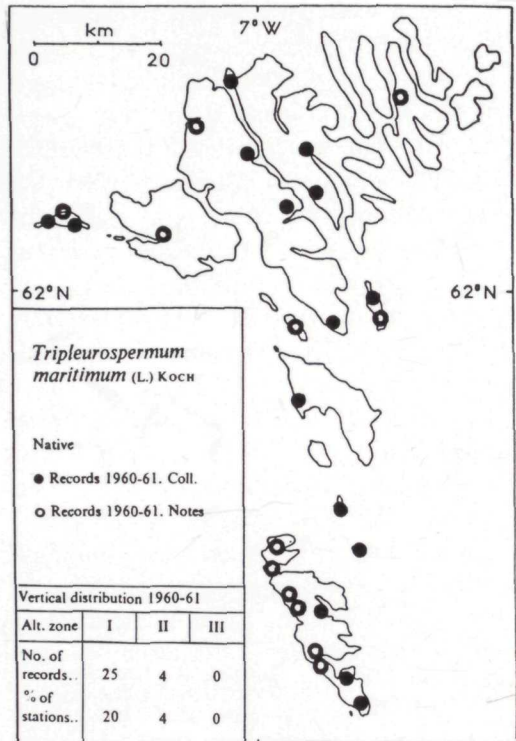 km
0 20
7°W
62°N 62°N
Tripleurospermum
maritimum (L.) KOCH
Native
● Records 1960-61. Coll.
○ Records 1960-61. Notes
Vertical distribution 1960-61
Alt. zone I II III
No. of
records.. 25 4 0
% of
stations.. 20 4 0